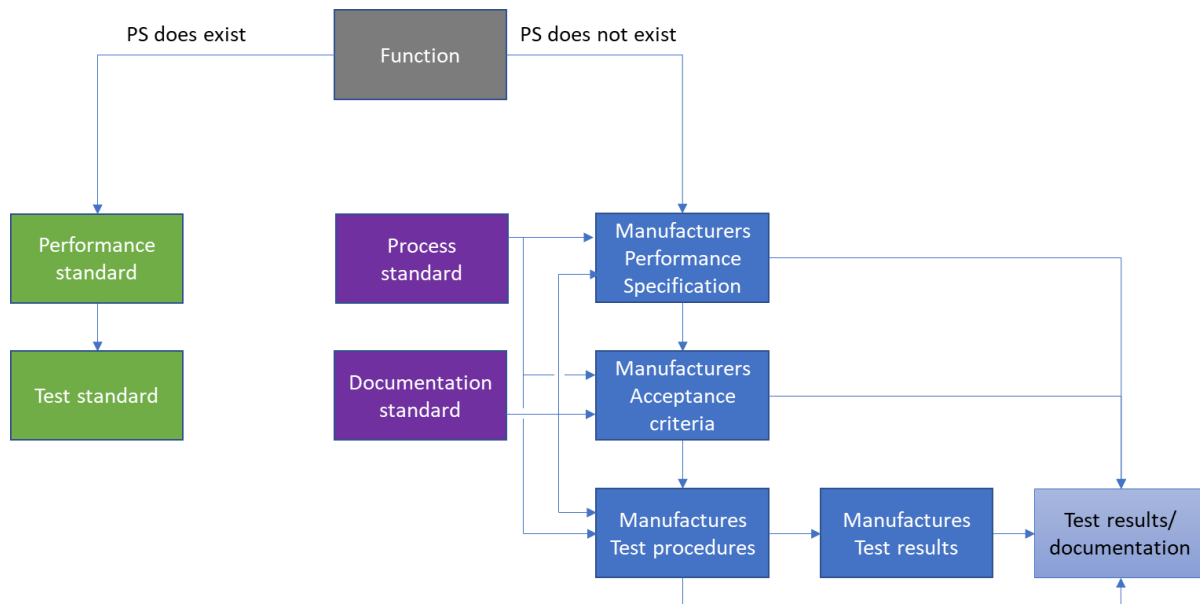 PS does exist
Function
PS does not exist
Performance
standard
Process
standard
Manufacturers
Performance
Specification
Test standard
Documentation
standard
Manufacturers
Acceptance
criteria
Manufactures
Test procedures
Manufactures
Test results
Test results/
documentation